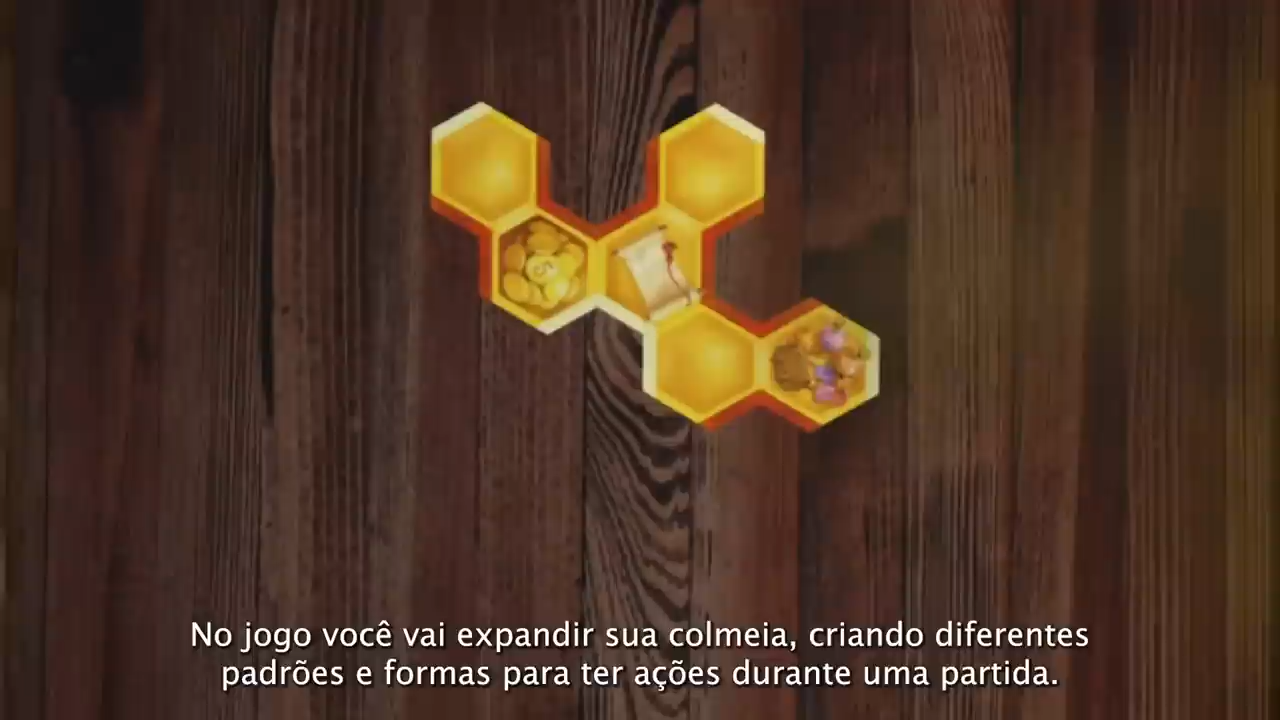 No jogo você vai expandir sua colmeia, criando diferentes
padrões e formas para ter ações durante uma partida.